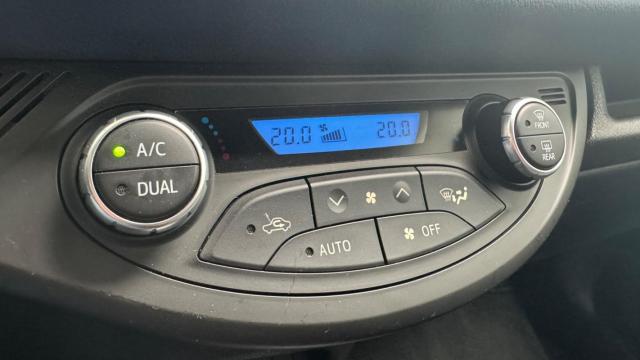 A/C
DUAL
20.0
20.0
FRONT
REAR
AUTO
OFF